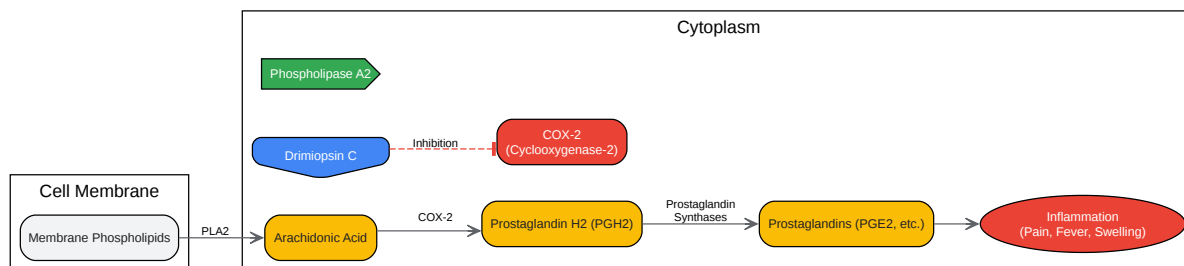 Cytoplasm
Phospholipase A2
Drimiopsin C
Inhibition
COX-2
(Cyclooxygenase-2)
Cell Membrane
Membrane Phospholipids
PLA2
Arachidonic Acid
COX-2
Prostaglandin H2 (PGH2)
Prostaglandin
Synthases
Prostaglandins (PGE2, etc.)
Inflammation
(Pain, Fever, Swelling)